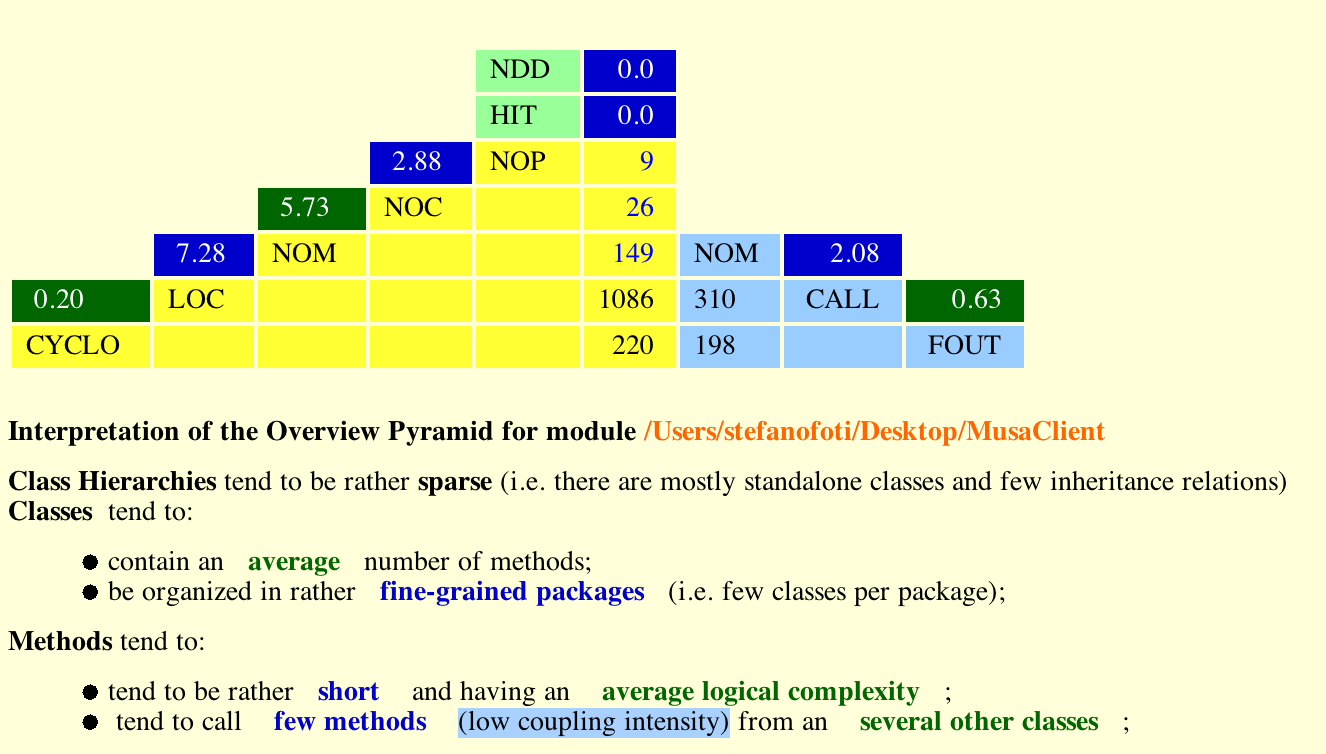 NDD 0.0
HIT 0.0
2.88 NOP 9
5.73 NOC 26
7.28 NOM 149 NOM 2.08
0.20 LOC 1086 310 CALL 0.63
CYCLO 220 198 FOUT
Interpretation of the Overview Pyramid for module /Users/stefanofoti/Desktop/MusaClient
Class Hierarchies tend to be rather sparse (i.e. there are mostly standalone classes and few inheritance relations)
Classes tend to:
● contain an average number of methods;
● be organized in rather fine-grained packages (i.e. few classes per package);
Methods tend to:
● tend to be rather short and having an average logical complexity ;
● tend to call few methods (low coupling intensity) from an several other classes ;